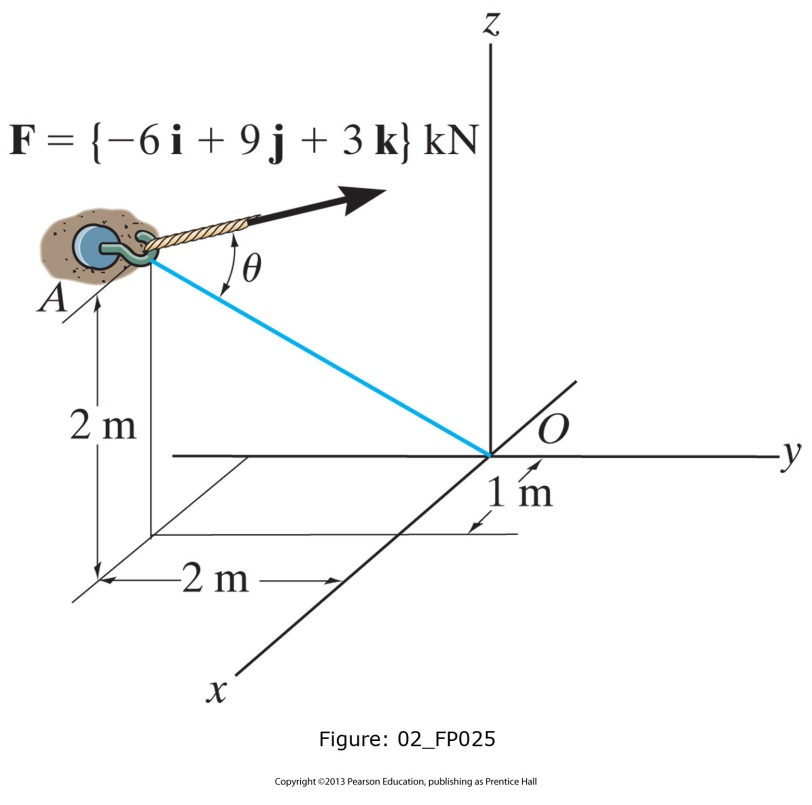 z
F = {−6 i + 9 j + 3 k} kN
θ
A
2 m
O
y
1 m
2 m
x
Figure: 02_FP025
Copyright ©2013 Pearson Education, publishing as Prentice Hall